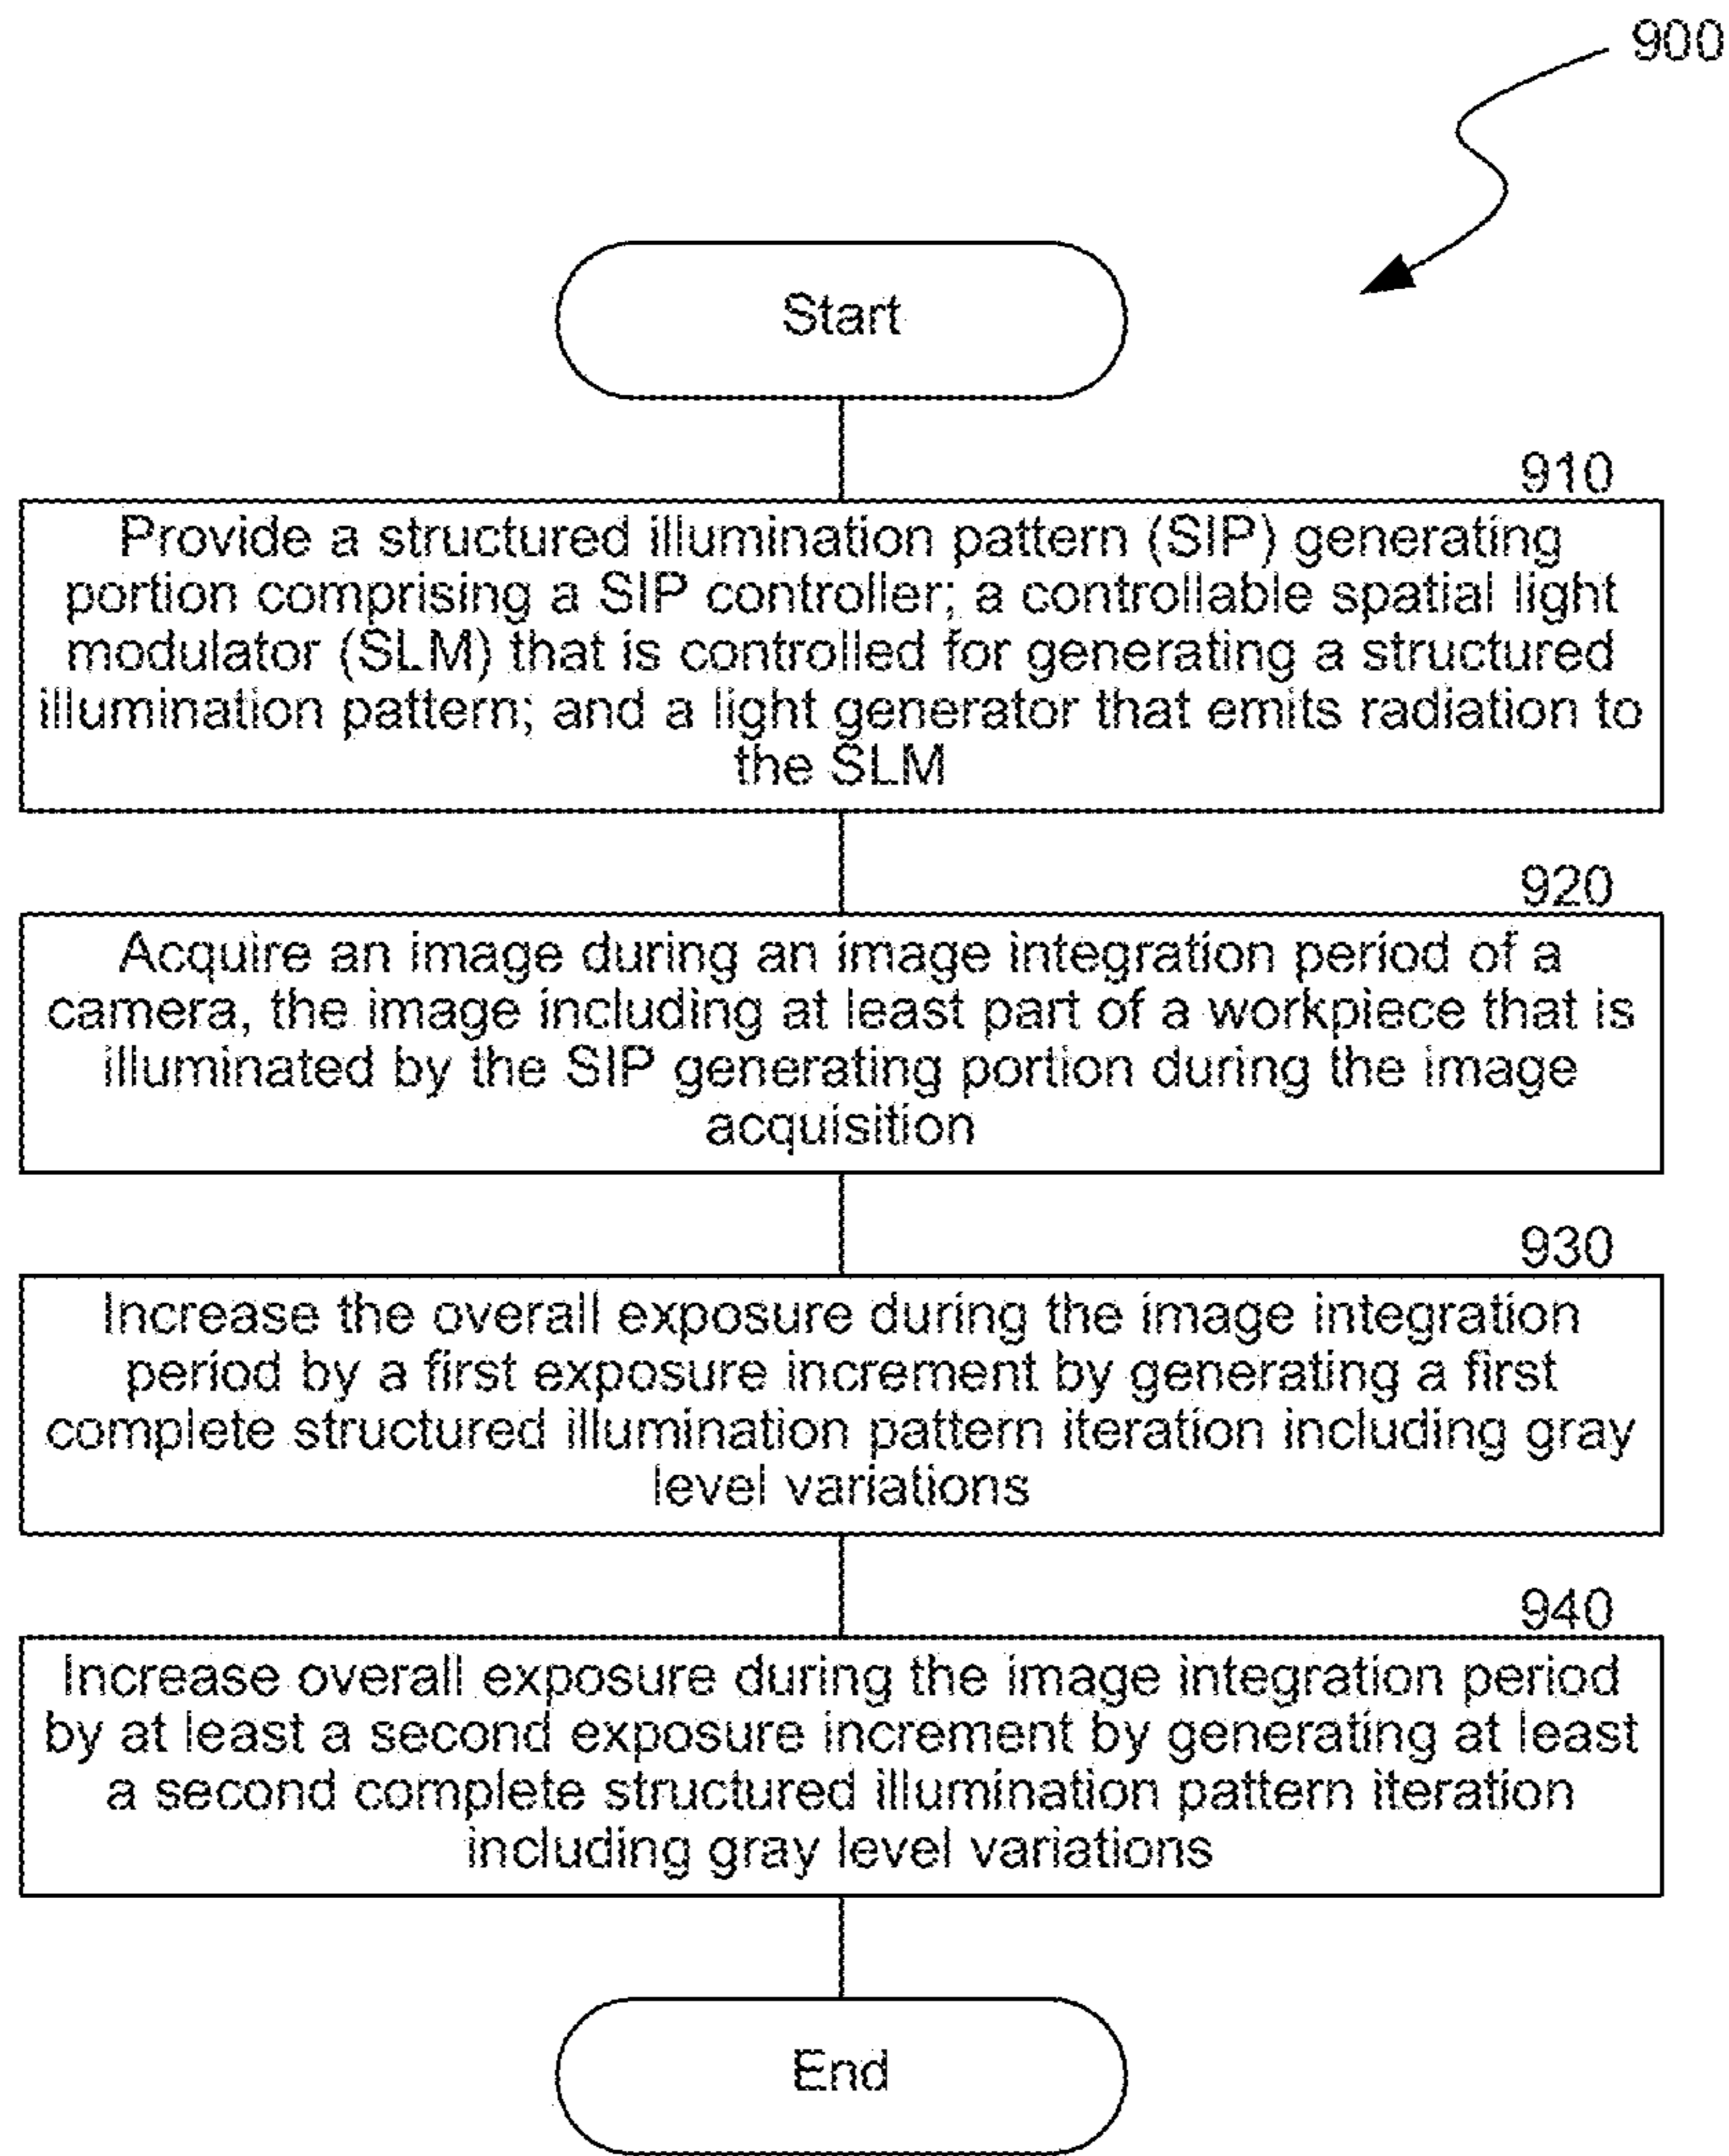 900
Start
910
Provide a structured illumination pattern (SIP) generating
portion comprising a SIP controller; a controllable spatial light
modulator (SLM) that is controlled for generating a structured
illumination pattern; and a light generator that emits radiation to
the SLM
920
Acquire an image during an image integration period of a
camera, the image including at least part of a workpiece that is
illuminated by the SIP generating portion during the image
acquisition
930
Increase the overall exposure during the image integration
period by a first exposure increment by generating a first
complete structured illumination pattern iteration including gray
level variations
940
Increase overall exposure during the image integration period
by at least a second exposure increment by generating at least
a second complete structured illumination pattern iteration
including gray level variations
End